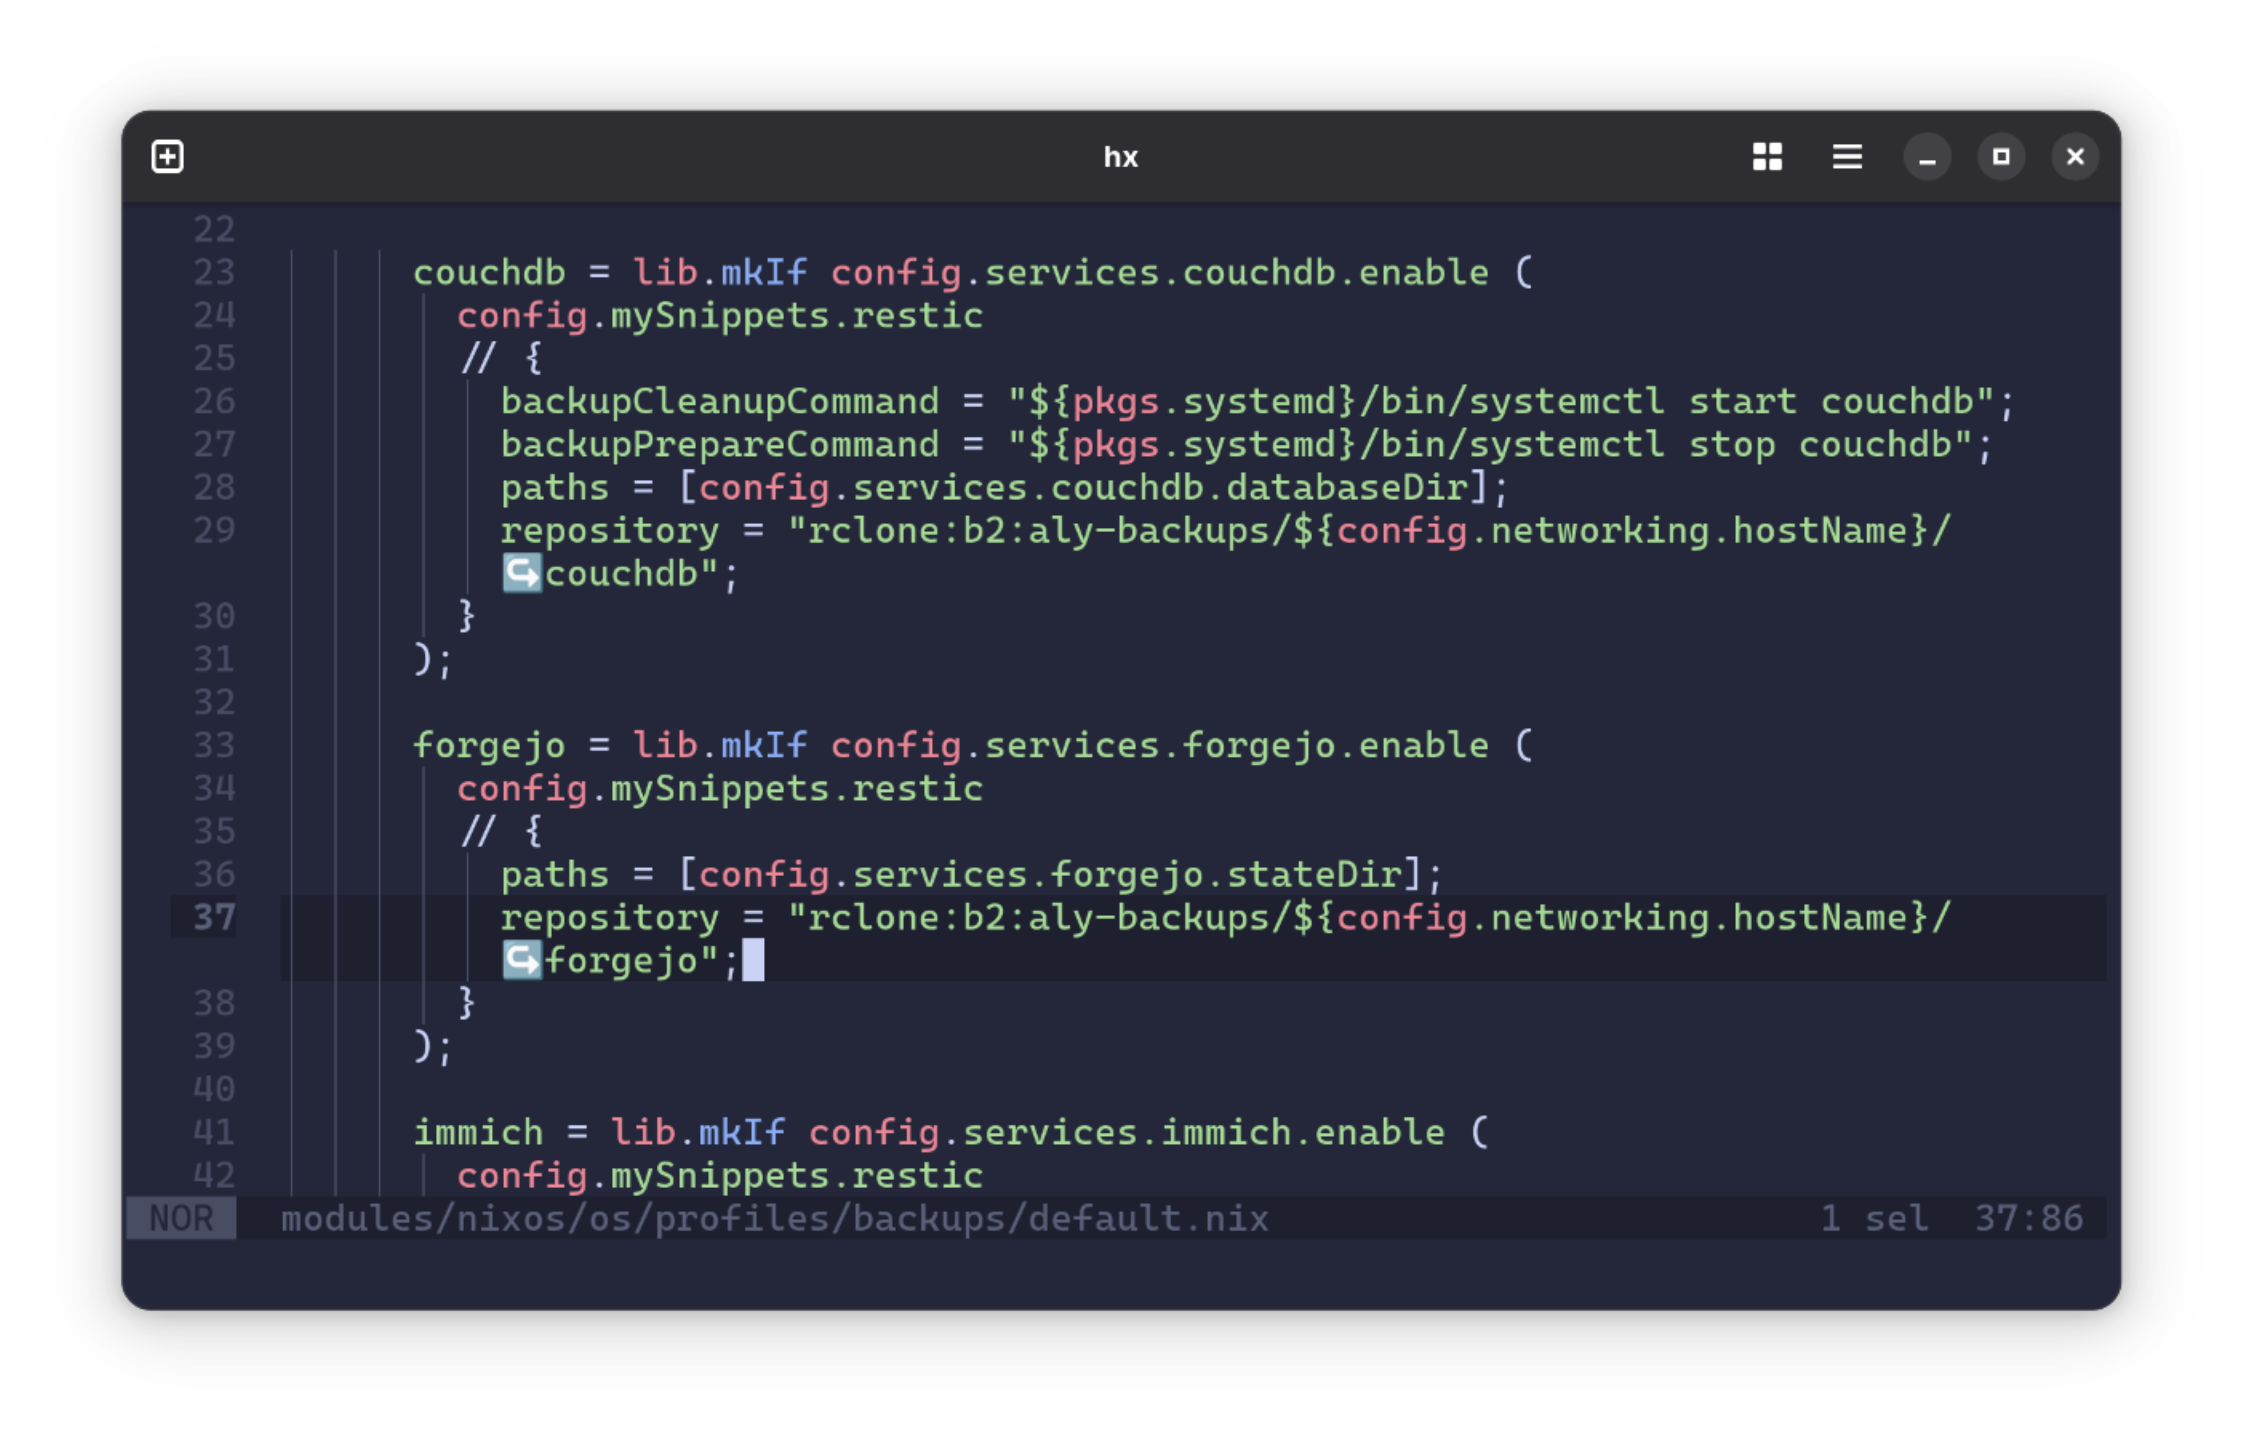 hx
22
23 couchdb = lib.mkIf config.services.couchdb.enable (
24 config.mySnippets.restic
25 // {
26 backupCleanupCommand = "${pkgs.systemd}/bin/systemctl start couchdb";
27 backupPrepareCommand = "${pkgs.systemd}/bin/systemctl stop couchdb";
28 paths = [config.services.couchdb.databaseDir];
29 repository = "rclone:b2:aly-backups/${config.networking.hostName}/
↪couchdb";
30 }
31 );
32
33 forgejo = lib.mkIf config.services.forgejo.enable (
34 config.mySnippets.restic
35 // {
36 paths = [config.services.forgejo.stateDir];
37 repository = "rclone:b2:aly-backups/${config.networking.hostName}/
↪forgejo";
38 }
39 );
40
41 immich = lib.mkIf config.services.immich.enable (
42 config.mySnippets.restic
NOR modules/nixos/os/profiles/backups/default.nix 1 sel 37:86